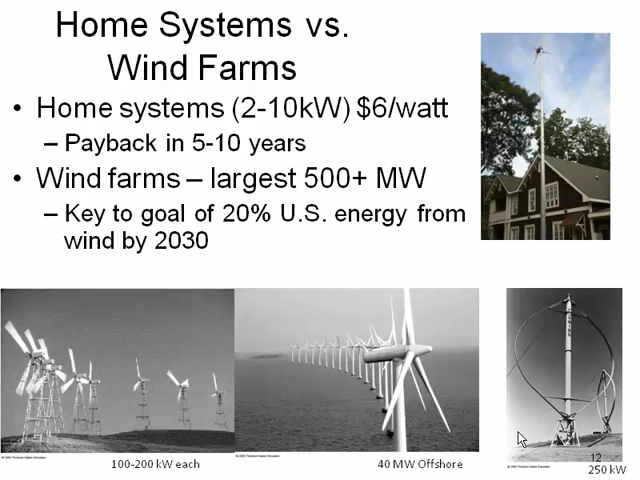 Home Systems vs.
Wind Farms
• Home systems (2-10kW) $6/watt
– Payback in 5-10 years
• Wind farms – largest 500+ MW
– Key to goal of 20% U.S. energy from
wind by 2030
100-200 kW each
40 MW Offshore
12
250 kW